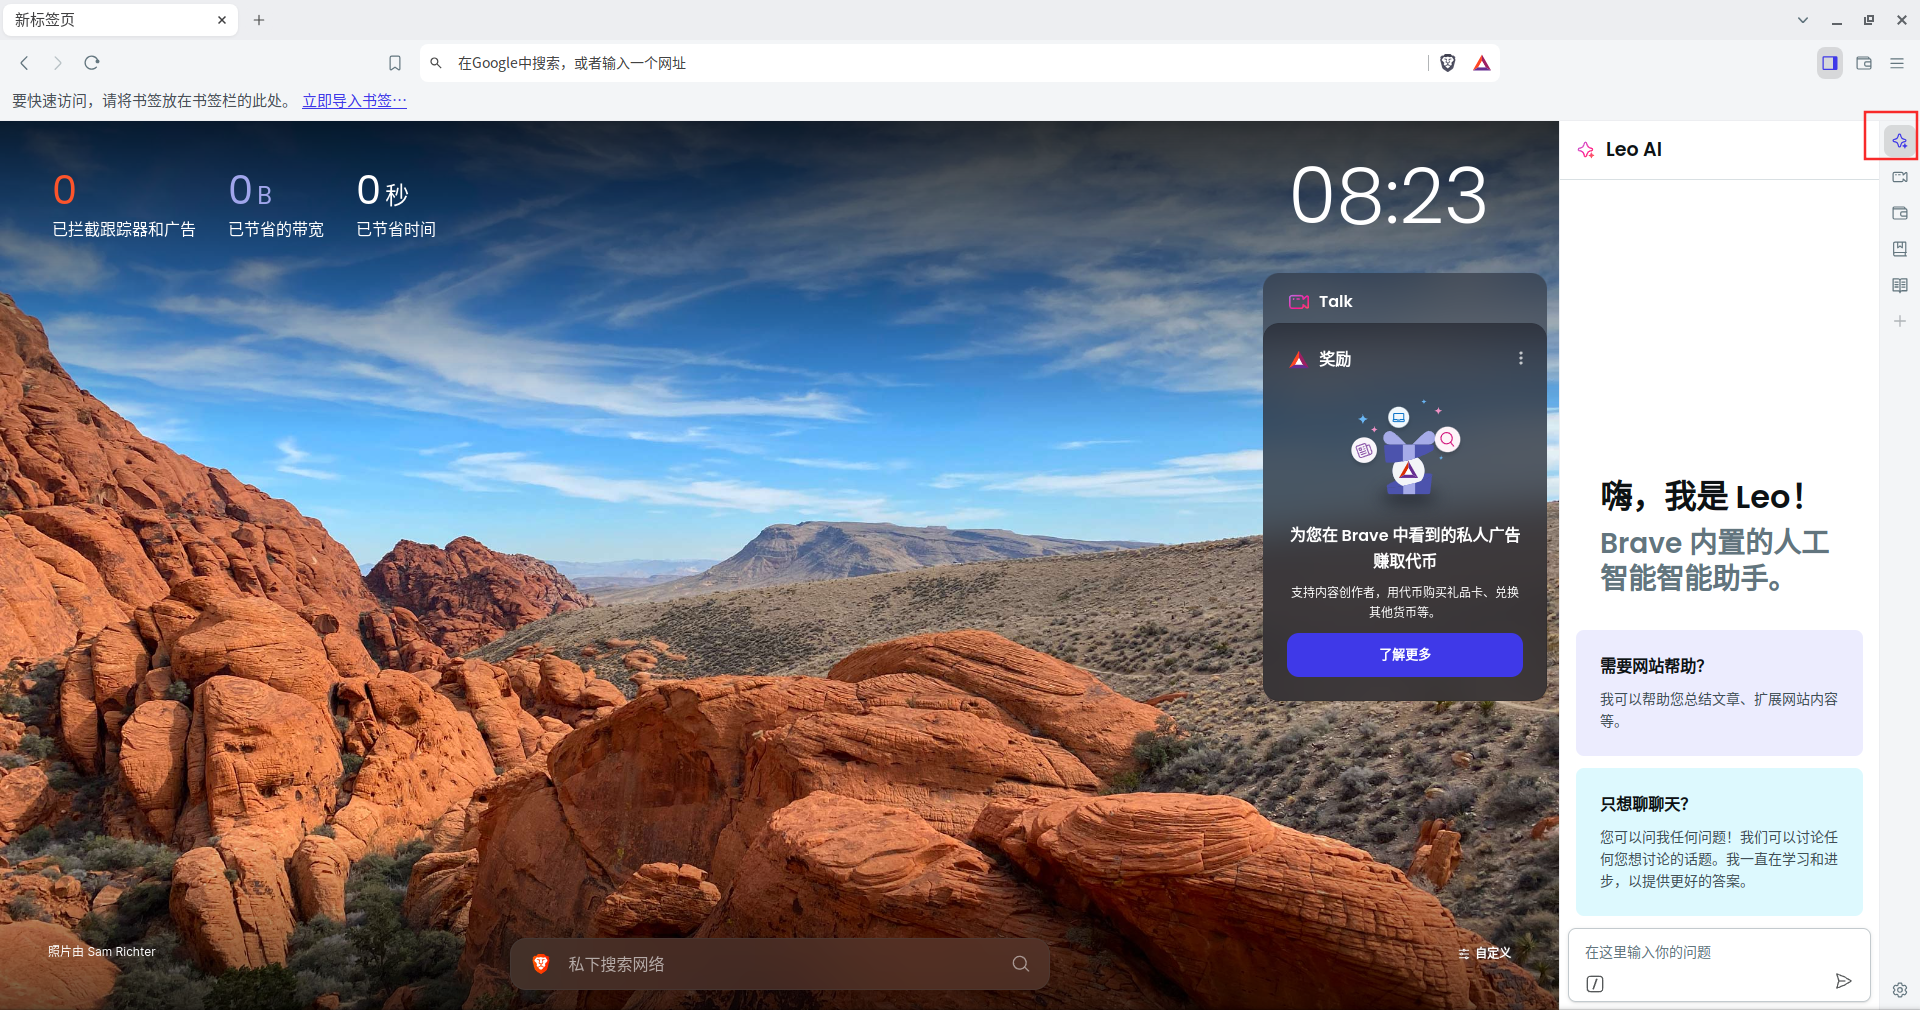 新标签页
在Google中搜索，或者输入一个网址
要快速访问，请将书签放在书签栏的此处。 立即导入书签…
0
已拦截跟踪器和广告
0 B
已节省的带宽
0 秒
已节省时间
08:23
Talk
奖励
为您在 Brave 中看到的私人广告
赚取代币
支持内容创作者，用代币购买礼品卡、兑换
其他货币等。
了解更多
照片由 Sam Richter
私下搜索网络
自定义
Leo AI
嗨，我是 Leo！
Brave 内置的人工
智能智能助手。
需要网站帮助？
我可以帮助您总结文章、扩展网站内容
等。
只想聊聊天？
您可以问我任何问题！我们可以讨论任
何您想讨论的话题。我一直在学习和进
步，以提供更好的答案。
在这里输入你的问题